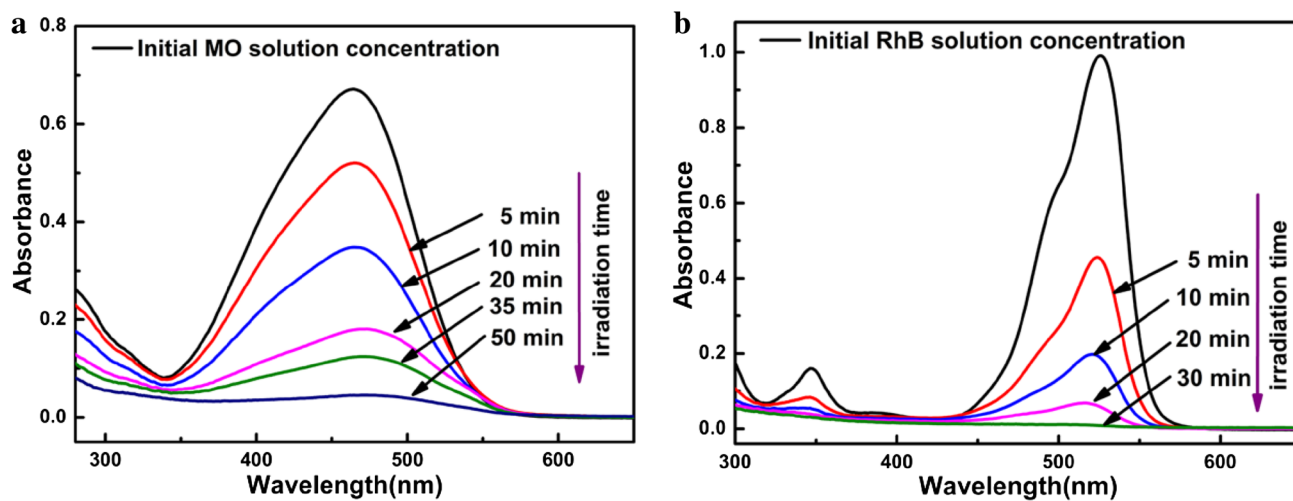 a
Initial MO solution concentration
Absorbance
0.8
0.6
0.4
0.2
0.0
5 min
10 min
20 min
35 min
50 min
irradiation time
300
400
500
600
Wavelength(nm)
b
Initial RhB solution concentration
Absorbance
1.0
0.8
0.6
0.4
0.2
0.0
5 min
10 min
20 min
30 min
irradiation time
300
400
500
600
Wavelength(nm)